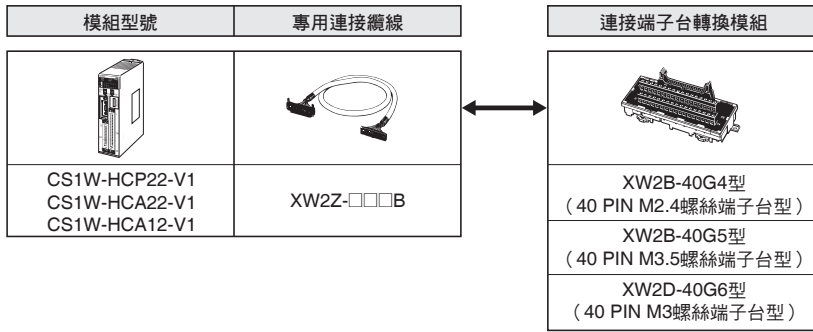 模組型號
專用連接纜線
連接端子台轉換模組
CS1W-HCP22-V1
CS1W-HCA22-V1
CS1W-HCA12-V1
XW2Z-□□□B
XW2B-40G4型
（40 PIN M2.4螺絲端子台型）
XW2B-40G5型
（40 PIN M3.5螺絲端子台型）
XW2D-40G6型
（40 PIN M3螺絲端子台型）